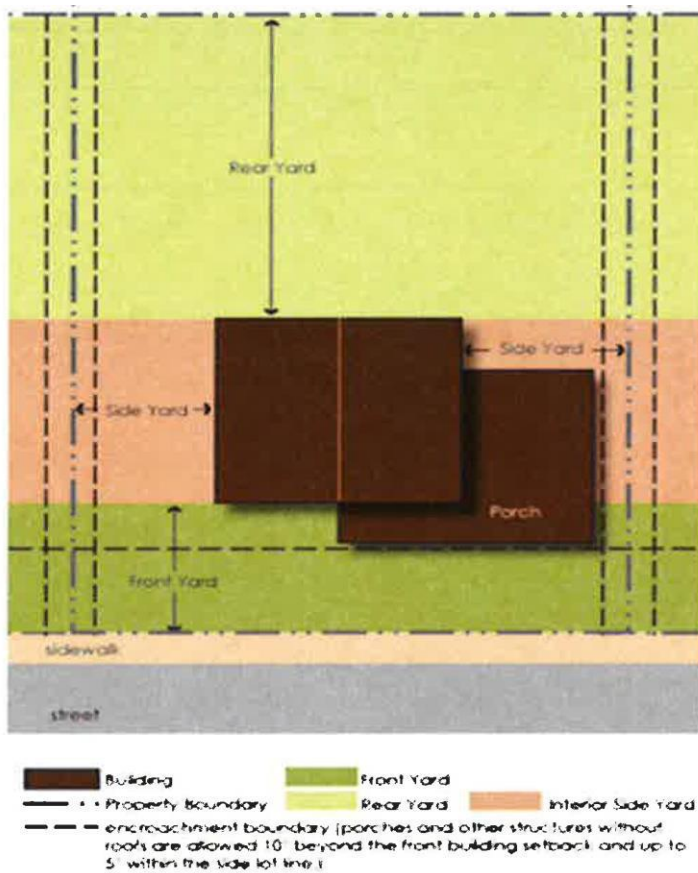 Rear Yard
Side Yard
Side Yard
Porch
Front Yard
sidewalk
street
Building
Front Yard
Property Boundary
Rear Yard
Interior Side Yard
encroachment boundary (porches and other structures without
roofs are allowed 10' beyond the front building setback and up to
5' within the side lot line.)